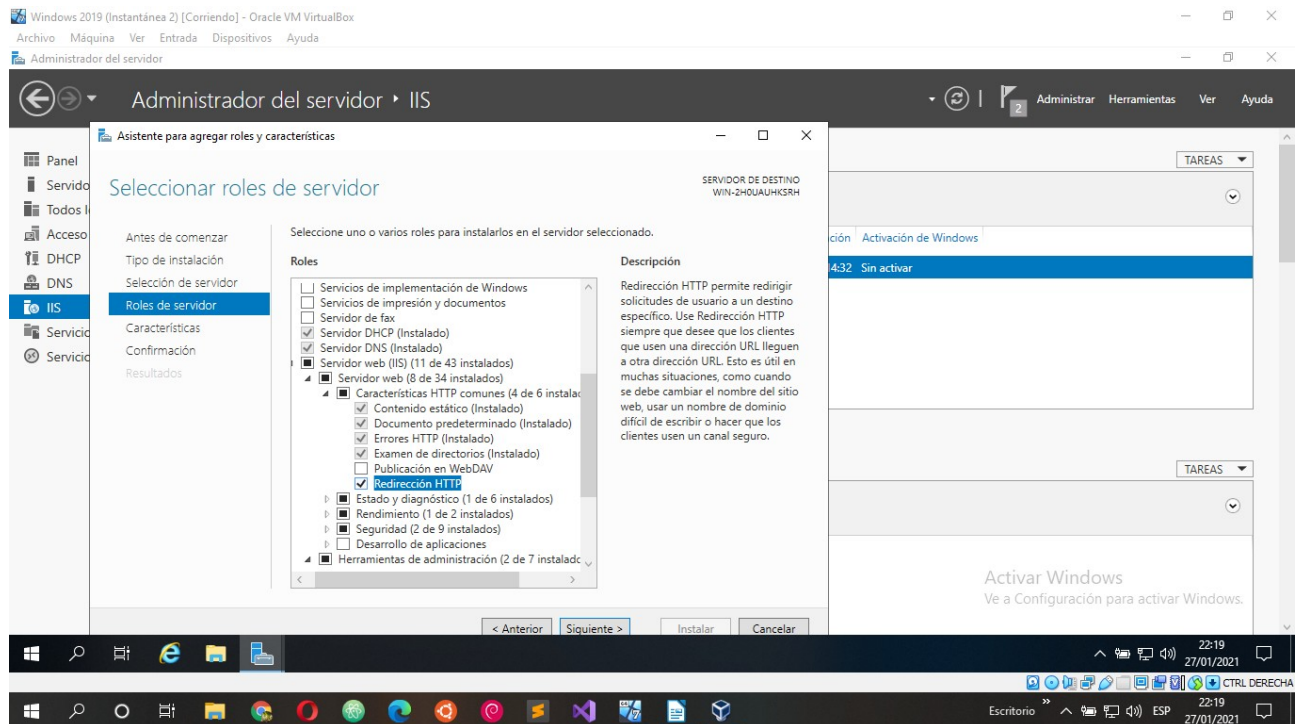 Windows 2019 (Instantánea 2) [Corriendo] - Oracle VM VirtualBox
Archivo Máquina Ver Entrada Dispositivos Ayuda
Administrador del servidor
Administrador del servidor IIS
2 Administrar Herramientas Ver Ayuda
Asistente para agregar roles y características
Panel
Servido
Todos l
Acceso
DHCP
DNS
IIS
Servicio
Servicio
Seleccionar roles de servidor
SERVIDOR DE DESTINO
WIN-2H0UAUHKSRH
Antes de comenzar
Tipo de instalación
Selección de servidor
Roles de servidor
Características
Confirmación
Resultados
Seleccione uno o varios roles para instalarlos en el servidor seleccionado.
Roles
Servicios de implementación de Windows
Servicios de impresión y documentos
Servidor de fax
Servidor DHCP (Instalado)
Servidor DNS (Instalado)
Servidor web (IIS) (11 de 43 instalados)
Servidor web (8 de 34 instalados)
Características HTTP comunes (4 de 6 instalac
Contenido estático (Instalado)
Documento predeterminado (Instalado)
Errores HTTP (Instalado)
Examen de directorios (Instalado)
Publicación en WebDAV
Redirección HTTP
Estado y diagnóstico (1 de 6 instalados)
Rendimiento (1 de 2 instalados)
Seguridad (2 de 9 instalados)
Desarrollo de aplicaciones
Herramientas de administración (2 de 7 instaladc
Descripción
Redirección HTTP permite redirigir
solicitudes de usuario a un destino
específico. Use Redirección HTTP
siempre que desee que los clientes
que usen una dirección URL lleguen
a otra dirección URL. Esto es útil en
muchas situaciones, como cuando
se debe cambiar el nombre del sitio
web, usar un nombre de dominio
difícil de escribir o hacer que los
clientes usen un canal seguro.
< Anterior Siguiente > Instalar Cancelar
TAREAS
ción Activación de Windows
14:32 Sin activar
TAREAS
Activar Windows
Ve a Configuración para activar Windows.
22:19
27/01/2021
CTRL DERECHA
Escritorio ESP
22:19
27/01/2021